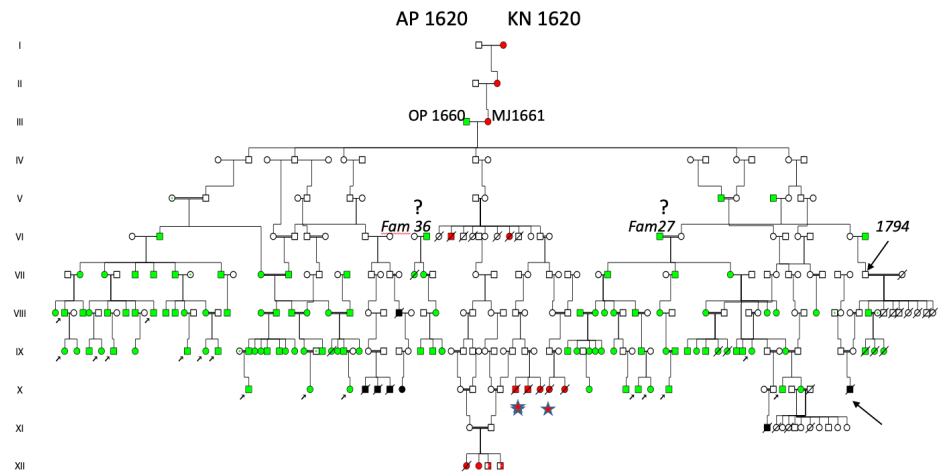 AP 1620 KN 1620
I
II
III OP 1660 MJ1661
IV
V
? ?
VI Fam 36 Fam27 1794
VII
VIII
IX
X
XI
XII